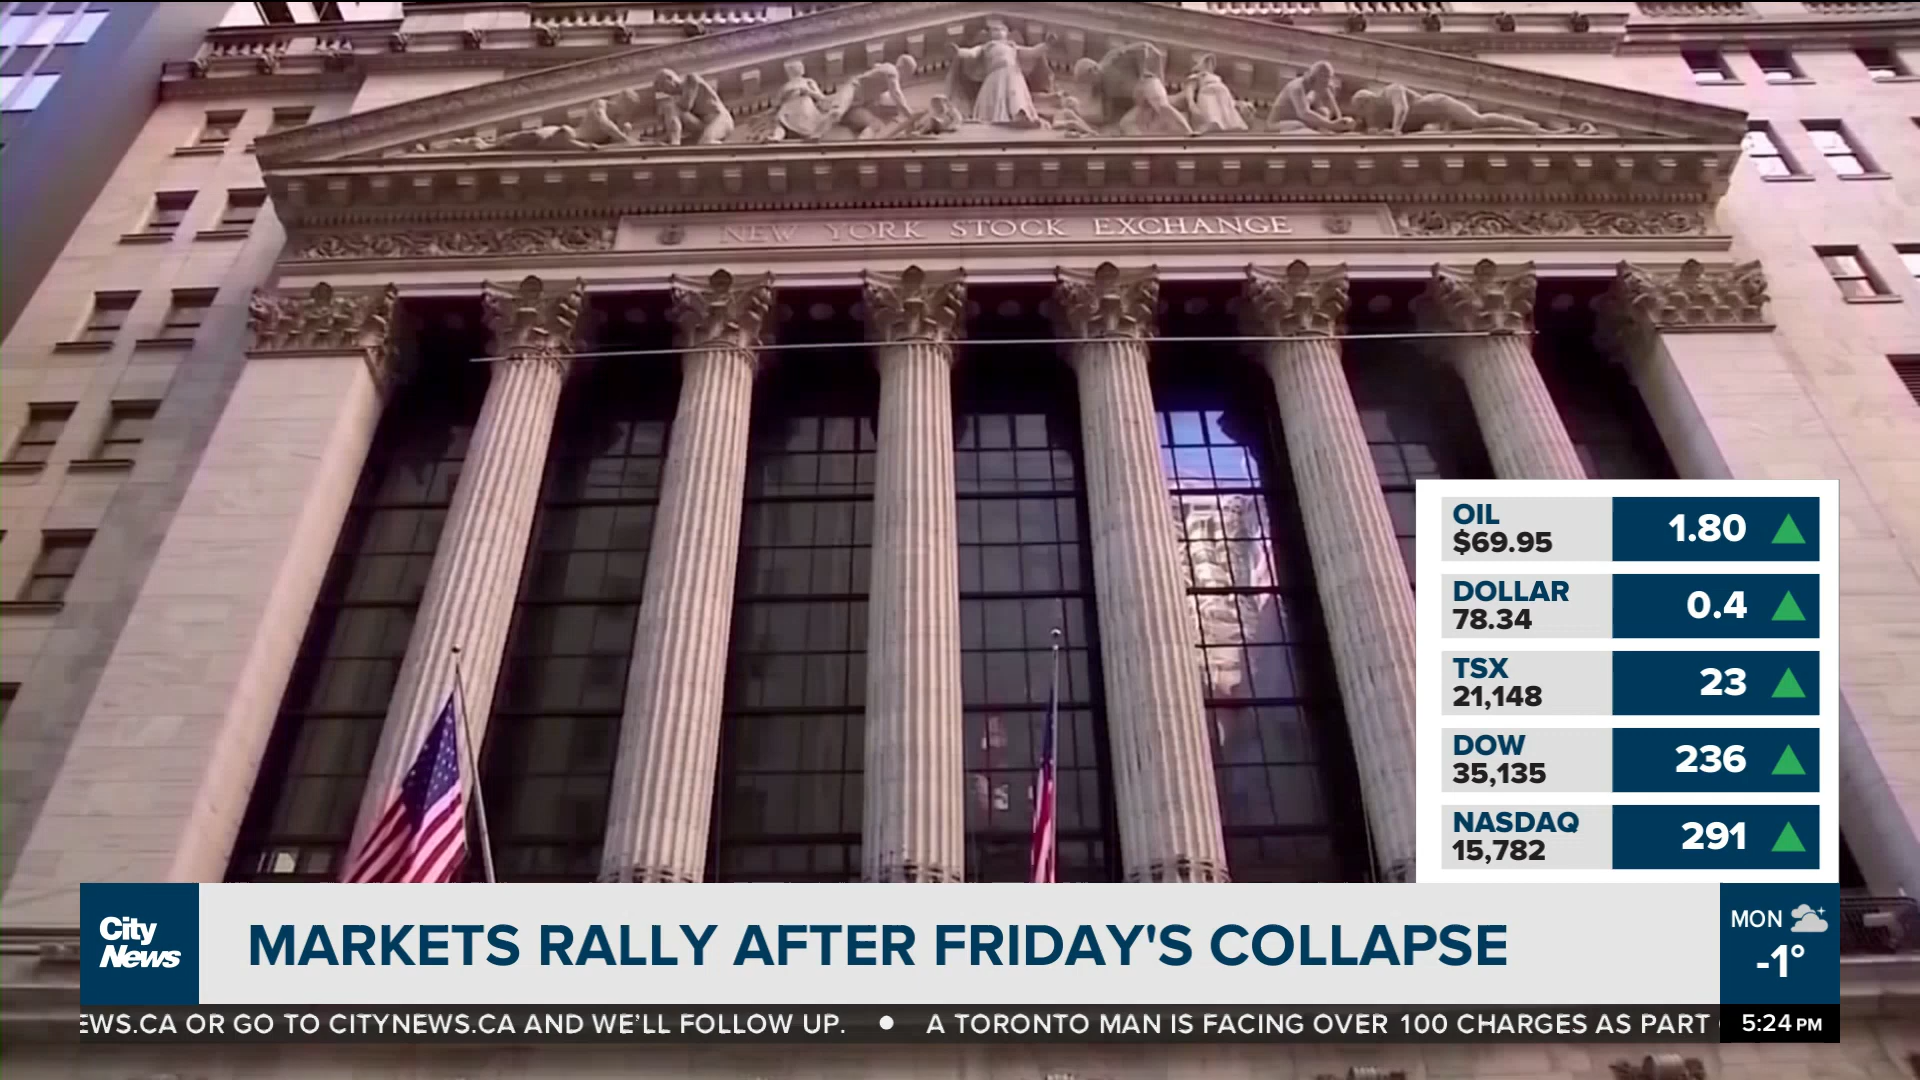 NEW YORK STOCK EXCHANGE
OIL
$69.95
1.80
DOLLAR
78.34
0.4
TSX
21,148
23
DOW
35,135
236
NASDAQ
15,782
291
City
News
MARKETS RALLY AFTER FRIDAY'S COLLAPSE
MON
-1°
EWS.CA OR GO TO CITYNEWS.CA AND WE'LL FOLLOW UP. • A TORONTO MAN IS FACING OVER 100 CHARGES AS PART
5:24 PM